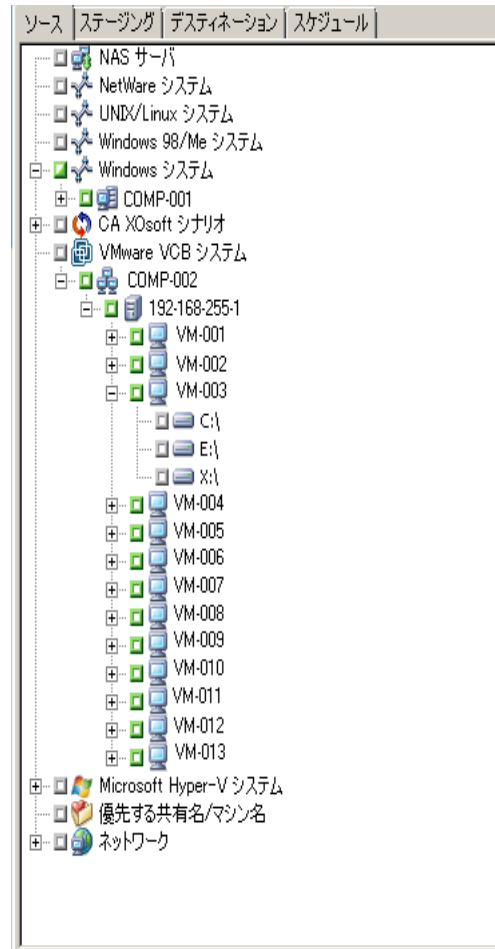 ソース ステージング デスティネーション スケジュール
NAS サーバ
NetWare システム
UNIX/Linux システム
Windows 98/Me システム
Windows システム
COMP-001
CA XOsoft シナリオ
VMware VCB システム
COMP-002
192-168-255-1
VM-001
VM-002
VM-003
C:\
E:\
X:\
VM-004
VM-005
VM-006
VM-007
VM-008
VM-009
VM-010
VM-011
VM-012
VM-013
Microsoft Hyper-V システム
優先する共有名/マシン名
ネットワーク